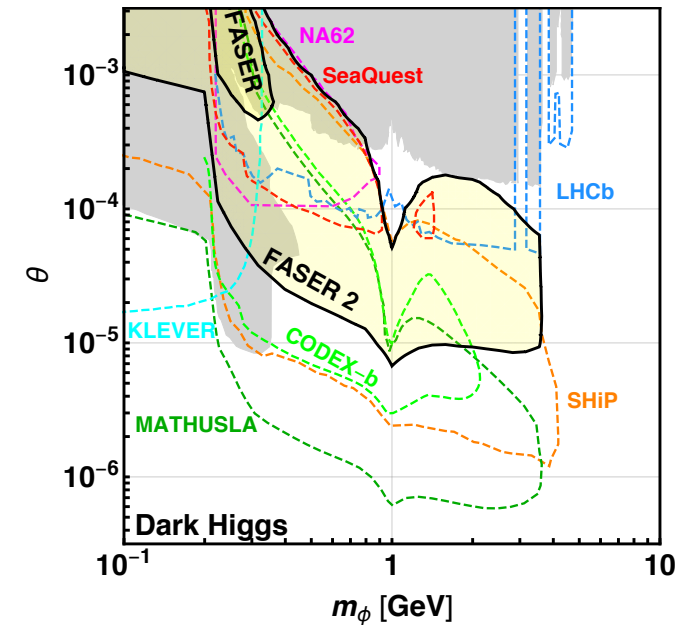 FASER
NA62
10⁻³
SeaQuest
10⁻⁴
LHCb
θ
FASER 2
KLEVER
10⁻⁵
CODEX-b
SHiP
MATHUSLA
10⁻⁶
Dark Higgs
10⁻¹
1
10
m_ϕ [GeV]